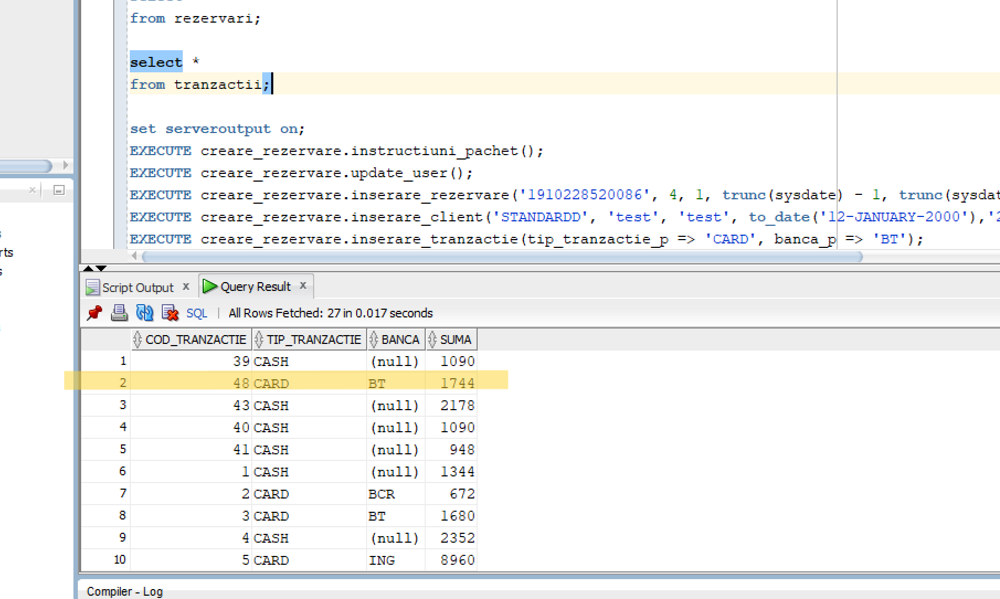 from rezervari;
select *
from tranzactii;
set serveroutput on;
EXECUTE creare_rezervare.instructiuni_pachet();
EXECUTE creare_rezervare.update_user();
EXECUTE creare_rezervare.inserare_rezervare('1910228520086', 4, 1, trunc(sysdate) - 1, trunc(sysdat
EXECUTE creare_rezervare.inserare_client('STANDARDD', 'test', 'test', to_date('12-JANUARY-2000'),'2
EXECUTE creare_rezervare.inserare_tranzactie(tip_tranzactie_p => 'CARD', banca_p => 'BT');
rts
Script Output x Query Result x
SQL | All Rows Fetched: 27 in 0.017 seconds
COD_TRANZACTIE TIP_TRANZACTIE BANCA SUMA
1 39 CASH (null) 1090
2 48 CARD BT 1744
3 43 CASH (null) 2178
4 40 CASH (null) 1090
5 41 CASH (null) 948
6 1 CASH (null) 1344
7 2 CARD BCR 672
8 3 CARD BT 1680
9 4 CASH (null) 2352
10 5 CARD ING 8960
Compiler - Log